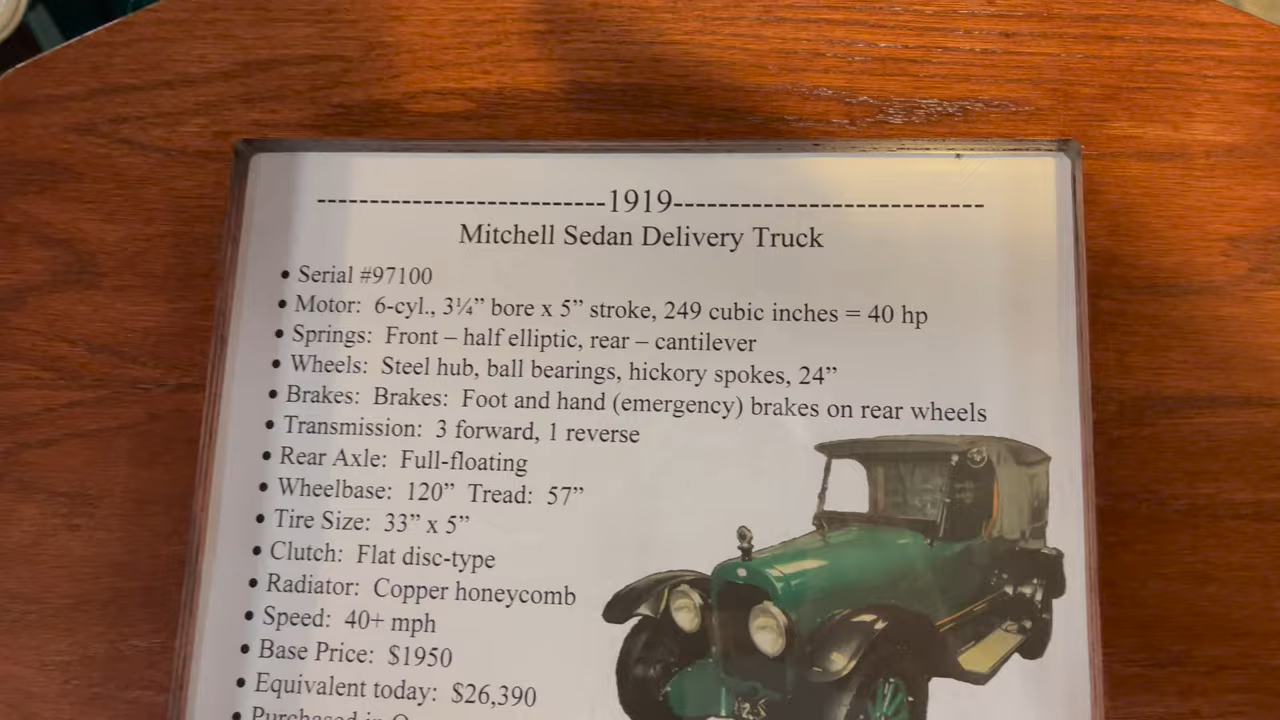 --------------------------1919----------------------------
Mitchell Sedan Delivery Truck
• Serial #97100
• Motor: 6-cyl., 3¼” bore x 5” stroke, 249 cubic inches = 40 hp
• Springs: Front – half elliptic, rear – cantilever
• Wheels: Steel hub, ball bearings, hickory spokes, 24”
• Brakes: Brakes: Foot and hand (emergency) brakes on rear wheels
• Transmission: 3 forward, 1 reverse
• Rear Axle: Full-floating
• Wheelbase: 120” Tread: 57”
• Tire Size: 33” x 5”
• Clutch: Flat disc-type
• Radiator: Copper honeycomb
• Speed: 40+ mph
• Base Price: $1950
• Equivalent today: $26,390
• Purchased in